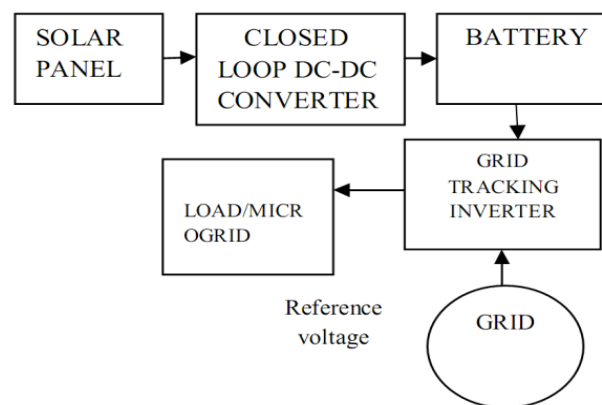 SOLAR
PANEL
CLOSED
LOOP DC-DC
CONVERTER
BATTERY
GRID
TRACKING
INVERTER
LOAD/MICR
OGRID
Reference
voltage
GRID